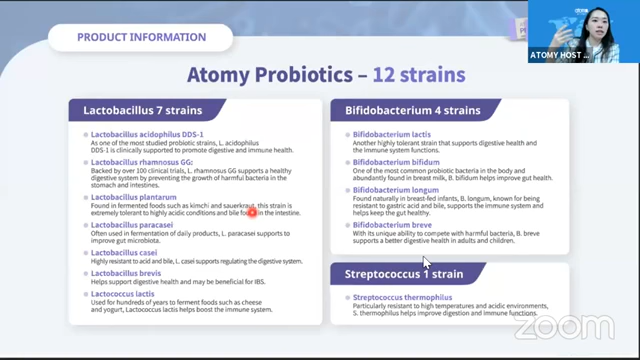 PRODUCT INFORMATION
ATOMY HOST ...
Atomy Probiotics – 12 strains
Lactobacillus 7 strains
Lactobacillus acidophilus DDS-1
As one of the most studied probiotic strains, L. acidophilus
DDS-1 is clinically supported to promote digestive and immune health.
Lactobacillus rhamnosus GG:
Backed by over 100 clinical trials, L. rhamnosus GG supports a healthy
digestive system by preventing the growth of harmful bacteria in the
stomach and intestines.
Lactobacillus plantarum
Found in fermented foods such as kimchi and sauerkraut, this strain is
extremely tolerant to highly acidic conditions and bile found in the intestine.
Lactobacillus paracasei
Often used in fermentation of daily products, L. paracasei supports to
improve gut microbiota.
Lactobacillus casei
Highly resistant to acid and bile, L. casei supports regulating the digestive system.
Lactobacillus brevis
Helps support digestive health and may be beneficial for IBS.
Lactococcus lactis
Used for hundreds of years to ferment foods such as cheese
and yogurt, Lactococcus lactis helps boost the immune system.
Bifidobacterium 4 strains
Bifidobacterium lactis
Another highly tolerant strain that supports digestive health and
the immune system functions.
Bifidobacterium bifidum
One of the most common probiotic bacteria in the body and
abundantly found in breast milk, B. bifidum helps improve gut health.
Bifidobacterium longum
Found naturally in breast-fed infants, B. longum, known for being
resistant to gastric acid and bile, supports the immune system and
helps keep the gut healthy.
Bifidobacterium breve
With its unique ability to compete with harmful bacteria, B. breve
supports a better digestive health in adults and children.
Streptococcus 1 strain
Streptococcus thermophilus
Particularly resistant to high temperatures and acidic environments,
S. thermophilus helps improve digestion and immune functions.
zoom